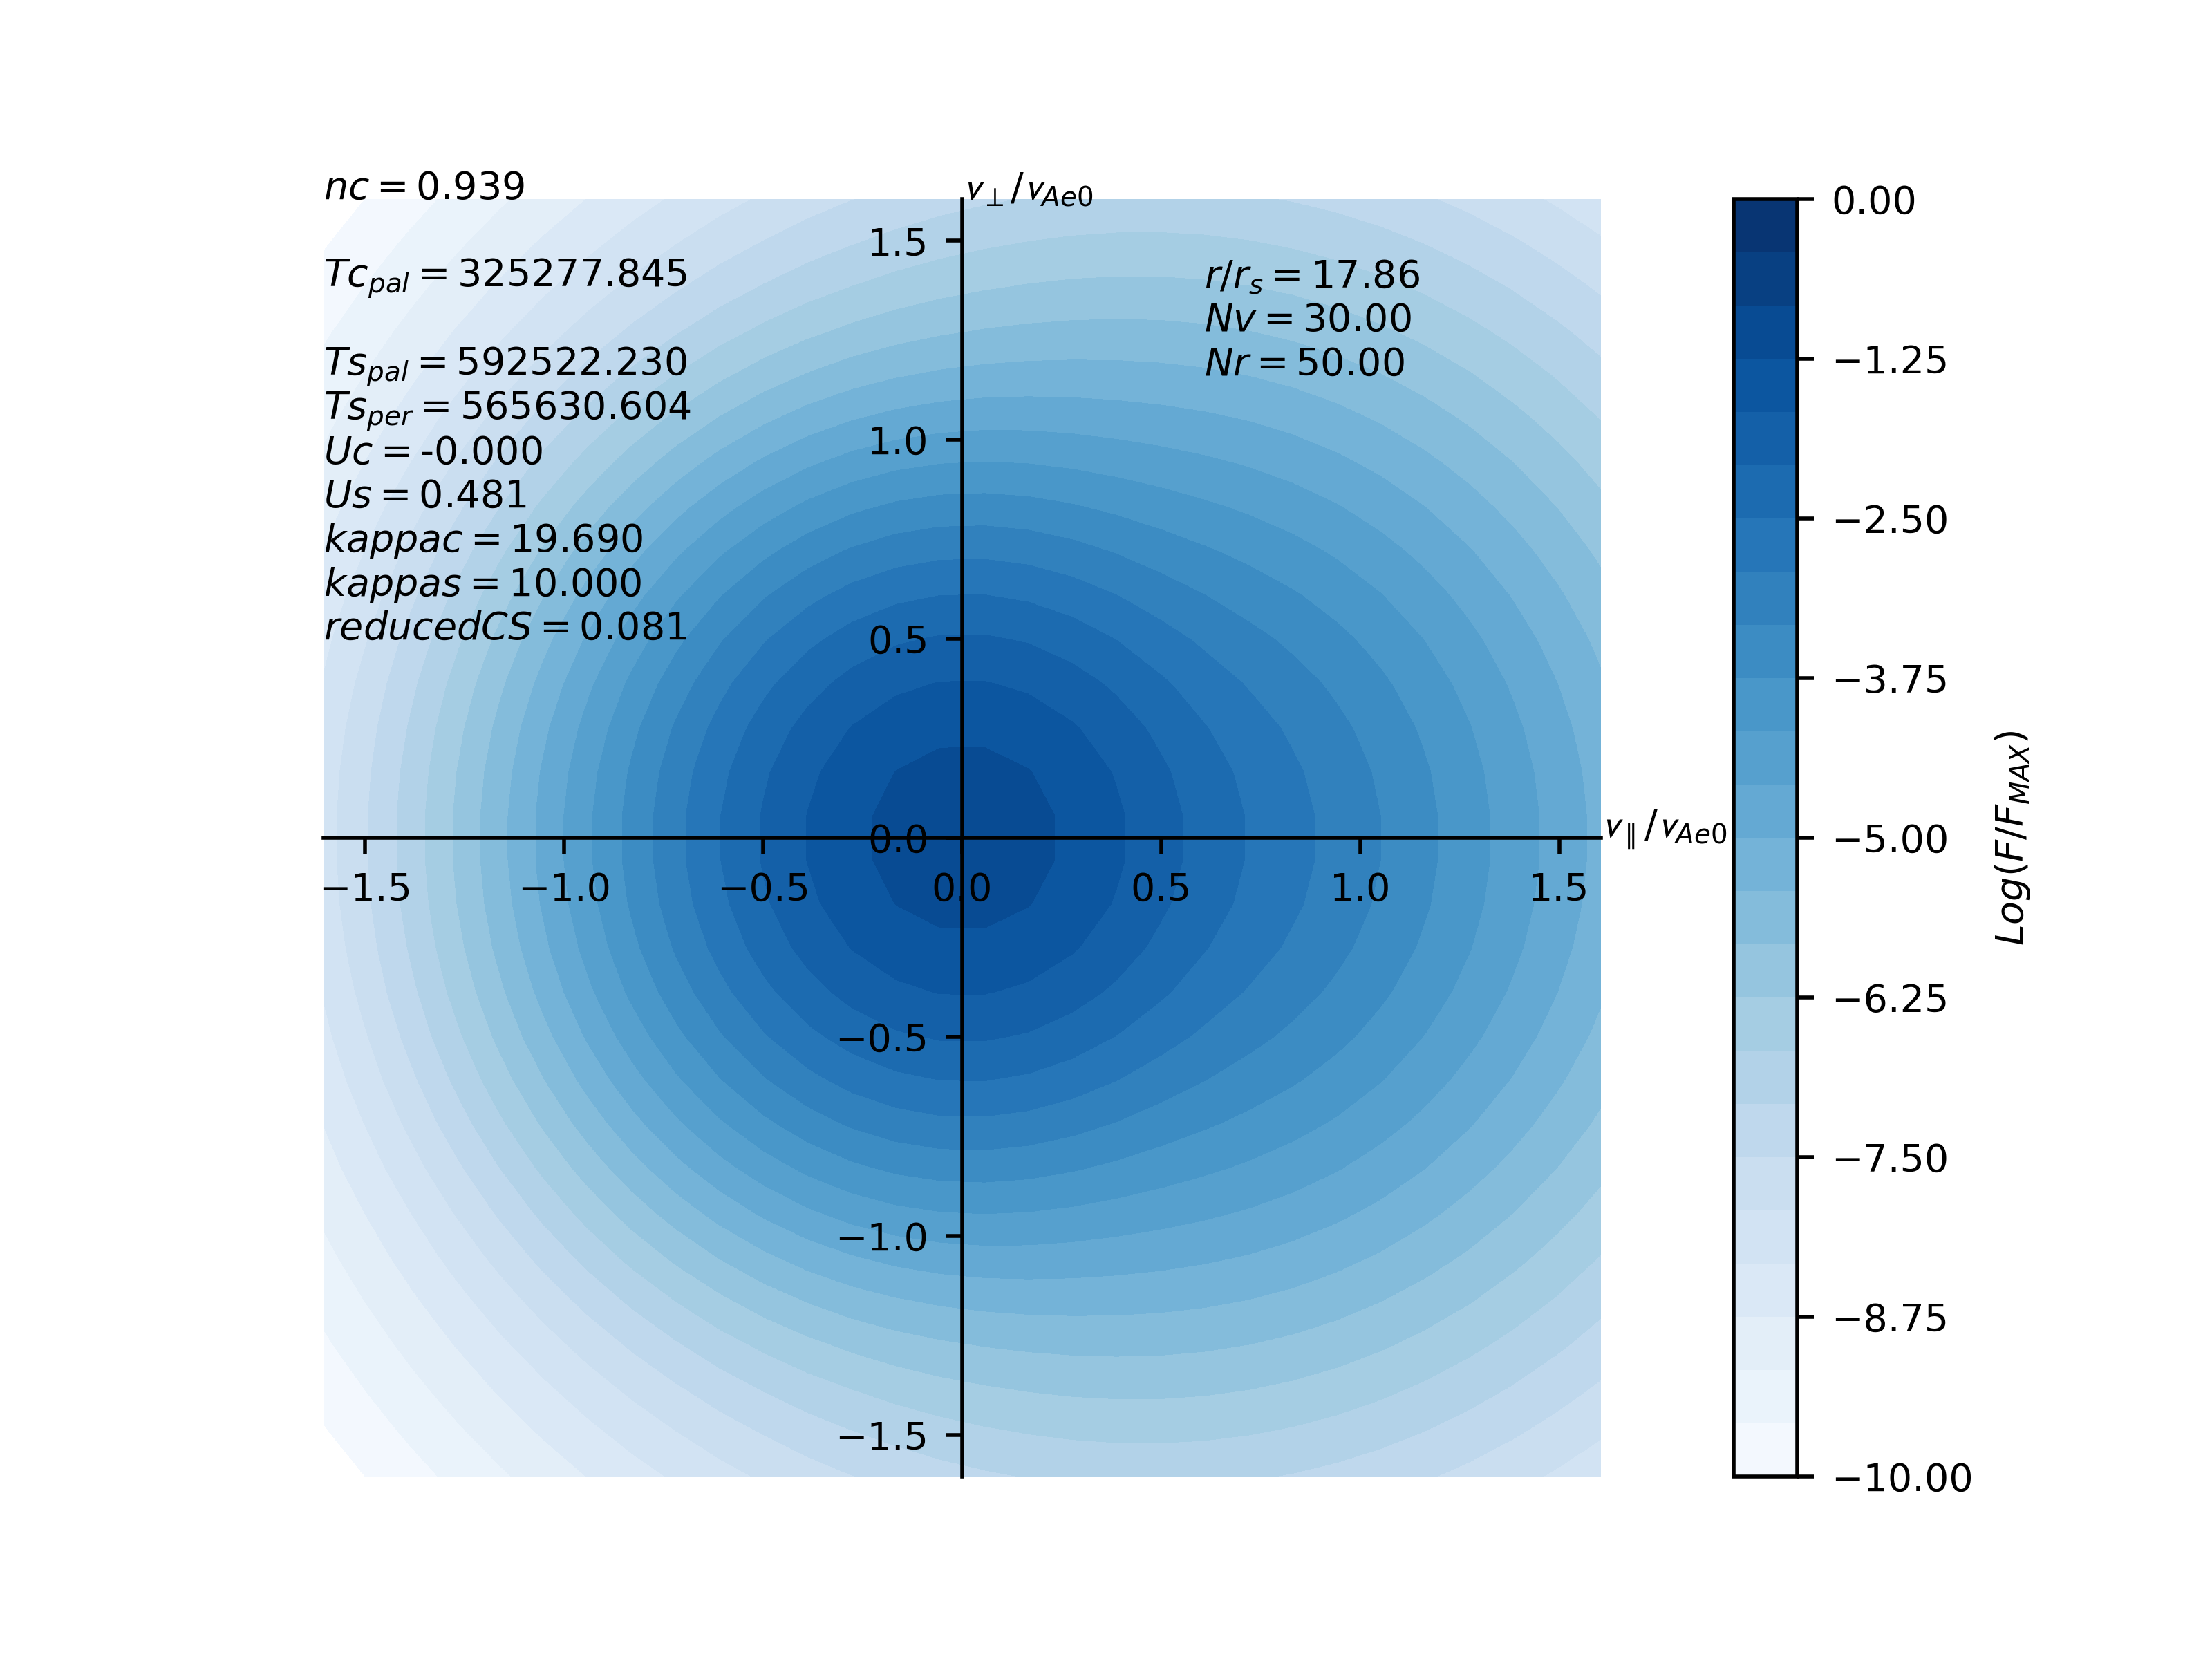 nc = 0.939
Tc_pal = 325277.845
Ts_pal = 592522.230
Ts_per = 565630.604
Uc = -0.000
Us = 0.481
kappac = 19.690
kappas = 10.000
reducedCS = 0.081
v⊥/v_Ae0
r/r_s = 17.86
Nv = 30.00
Nr = 50.00
1.5
1.0
0.5
0.0
−0.5
−1.0
−1.5
−1.5 −1.0 −0.5 0.0 0.5 1.0 1.5
v∥/v_Ae0
0.00
−1.25
−2.50
−3.75
−5.00
−6.25
−7.50
−8.75
−10.00
Log(F/F_MAX)